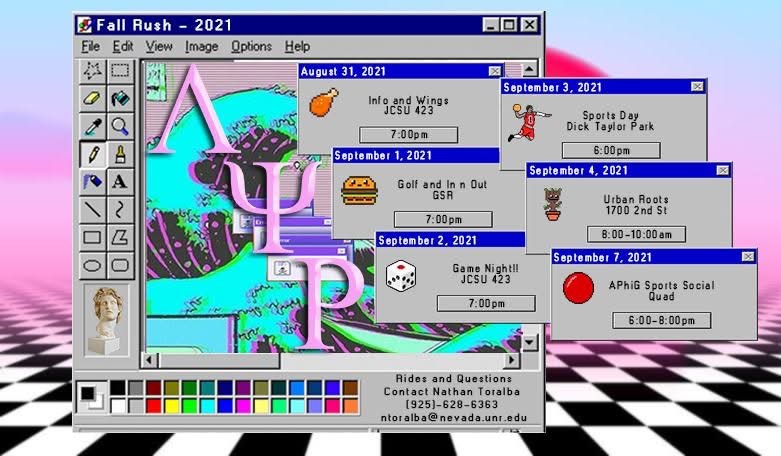 Fall Rush - 2021
File Edit View Image Options Help
Λ
Ψ
Ρ
August 31, 2021
Info and Wings
JCSU 423
7:00pm
September 1, 2021
Golf and In n Out
GSR
7:00pm
September 2, 2021
Game Night!!
JCSU 423
7:00pm
September 3, 2021
Sports Day
Dick Taylor Park
6:00pm
September 4, 2021
Urban Roots
1700 2nd St
8:00-10:00am
September 7, 2021
APhiG Sports Social
Quad
6:00-8:00pm
A
Rides and Questions
Contact Nathan Toralba
(925)-628-6363
ntoralba@nevada.unr.edu